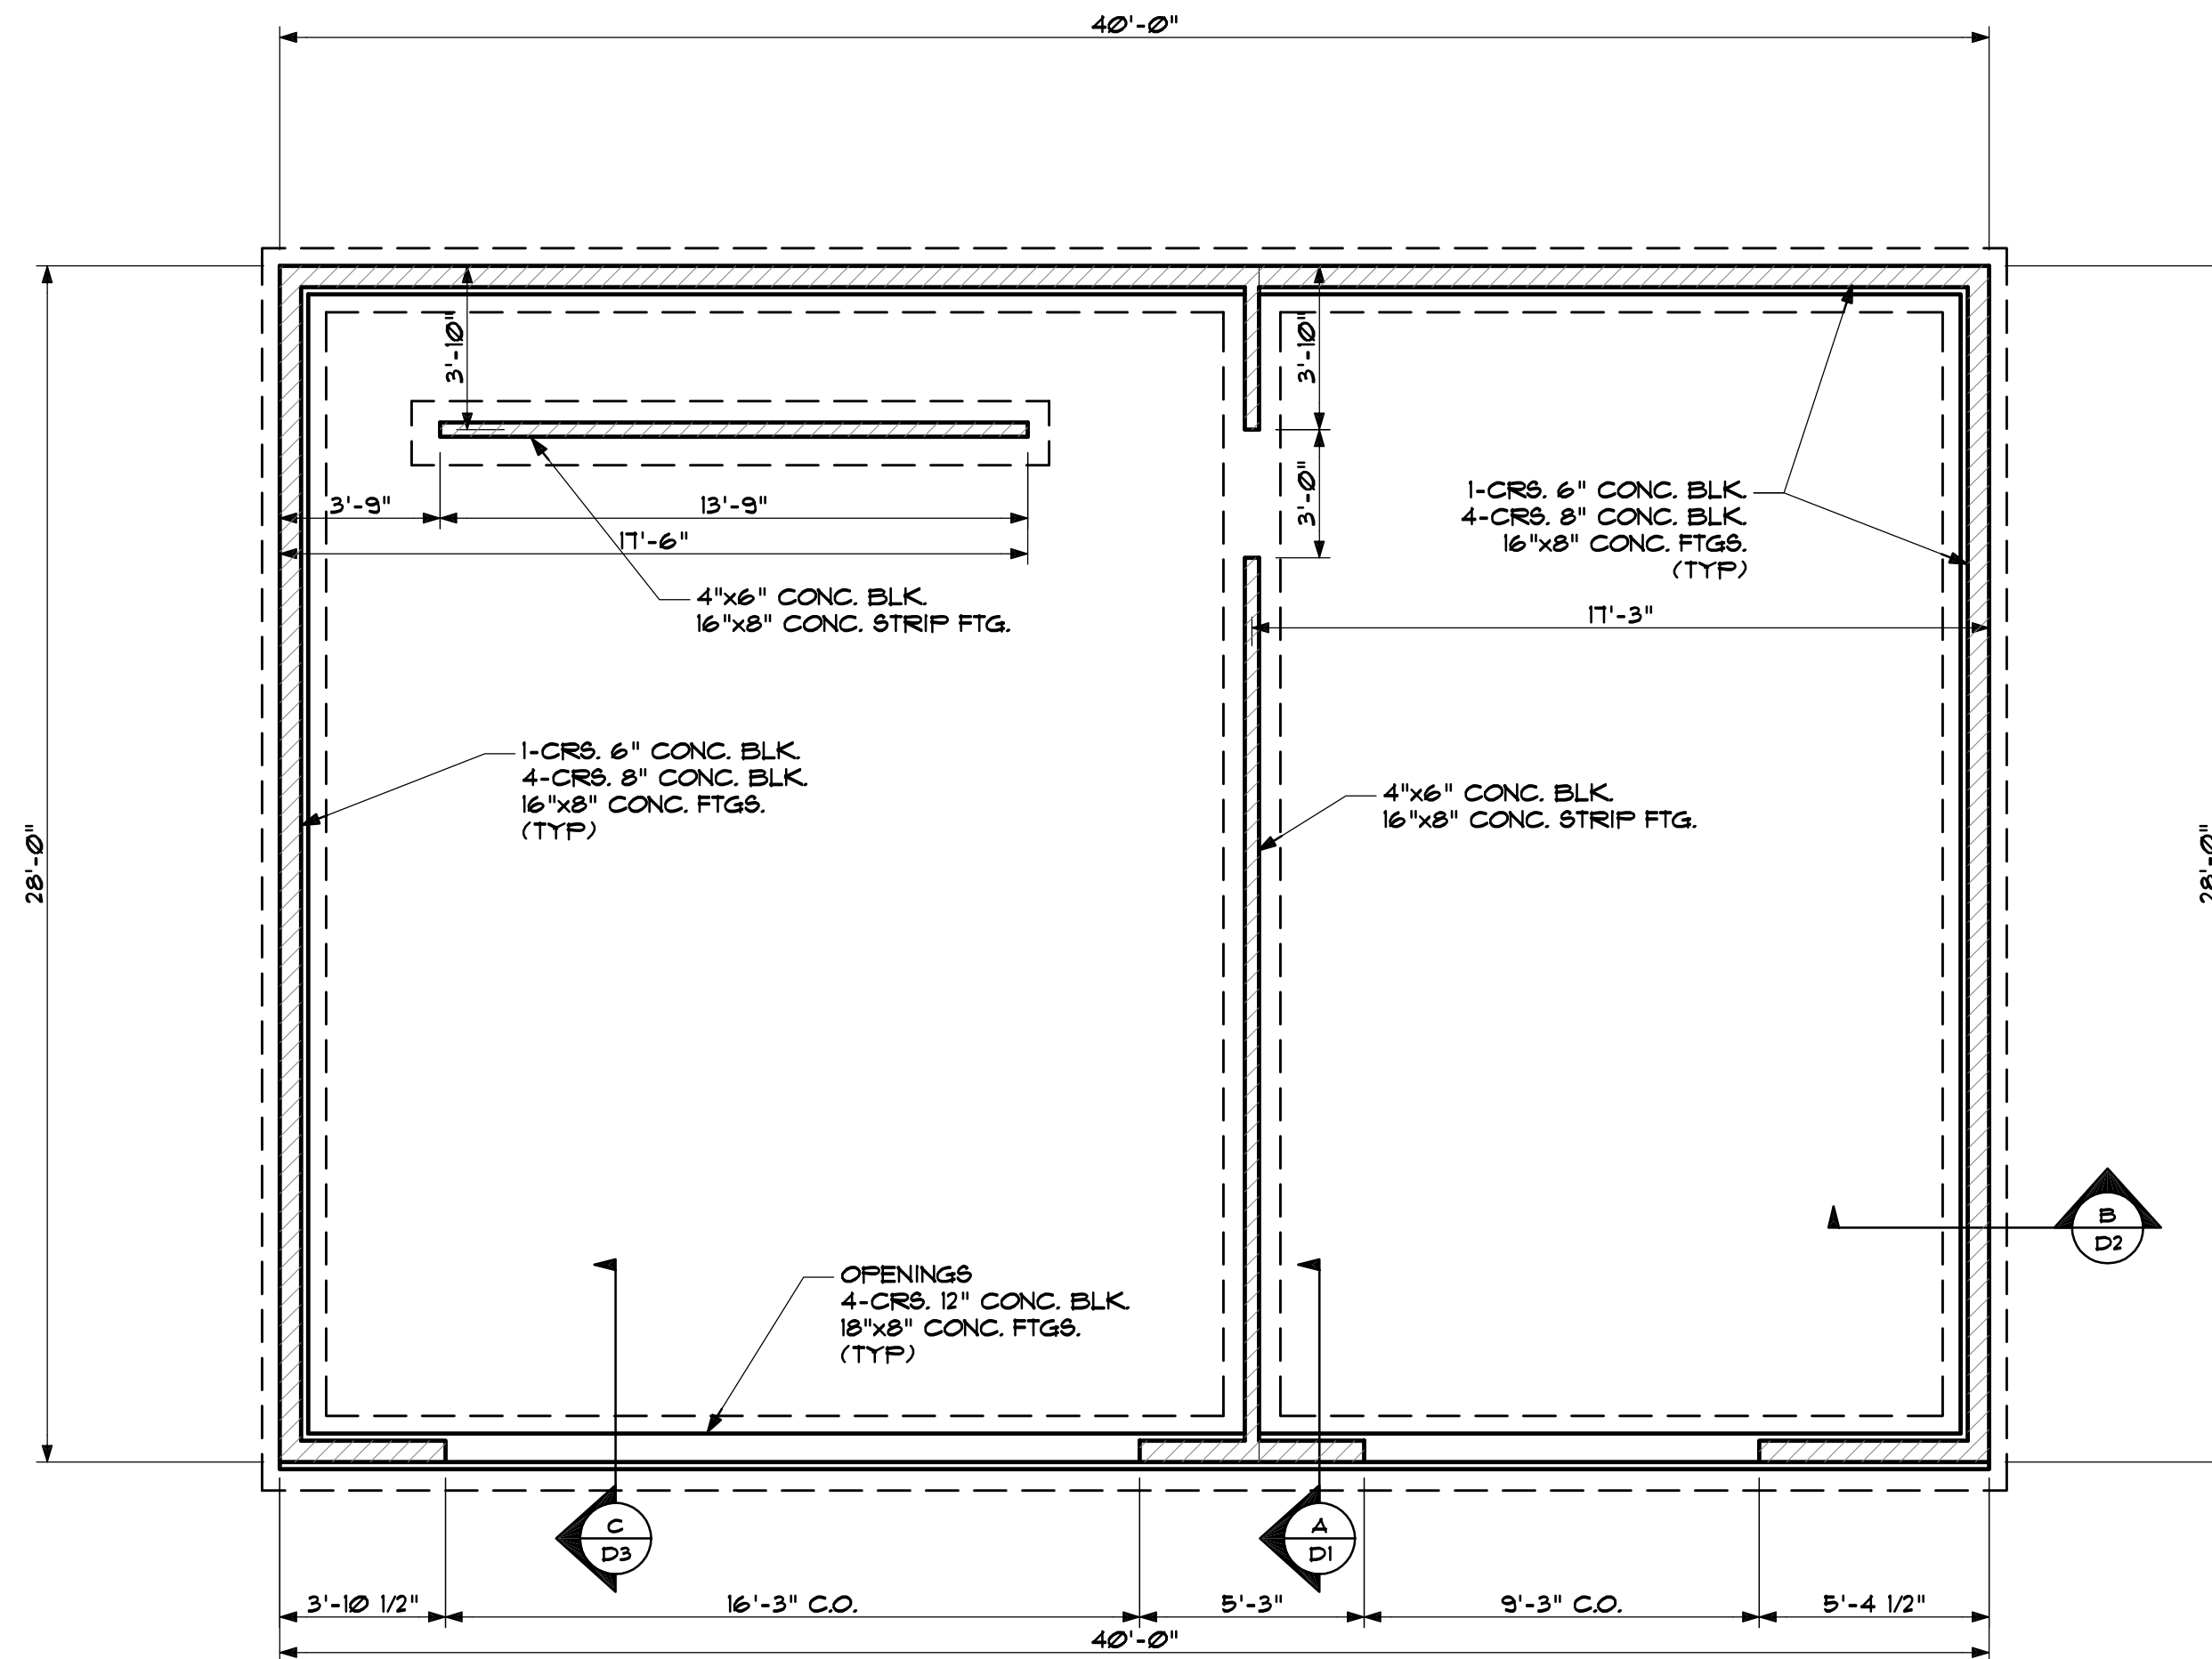 40'-0"
3'-10"
3'-10"
3'-0"
3'-9"
13'-9"
17'-6"
1-CRS. 6" CONC. BLK.
4-CRS. 8" CONC. BLK.
16"x8" CONC. FTGS.
(TYP)
4"x6" CONC. BLK.
16"x8" CONC. STRIP FTG.
17'-3"
1-CRS. 6" CONC. BLK.
4-CRS. 8" CONC. BLK.
16"x8" CONC. FTGS.
(TYP)
4"x6" CONC. BLK.
16"x8" CONC. STRIP FTG.
28'-0"
28'-0"
B
D2
OPENINGS
4-CRS. 12" CONC. BLK.
18"x8" CONC. FTGS.
(TYP)
C
D3
A
D1
3'-10 1/2"
16'-3" C.O.
5'-3"
9'-3" C.O.
5'-4 1/2"
40'-0"